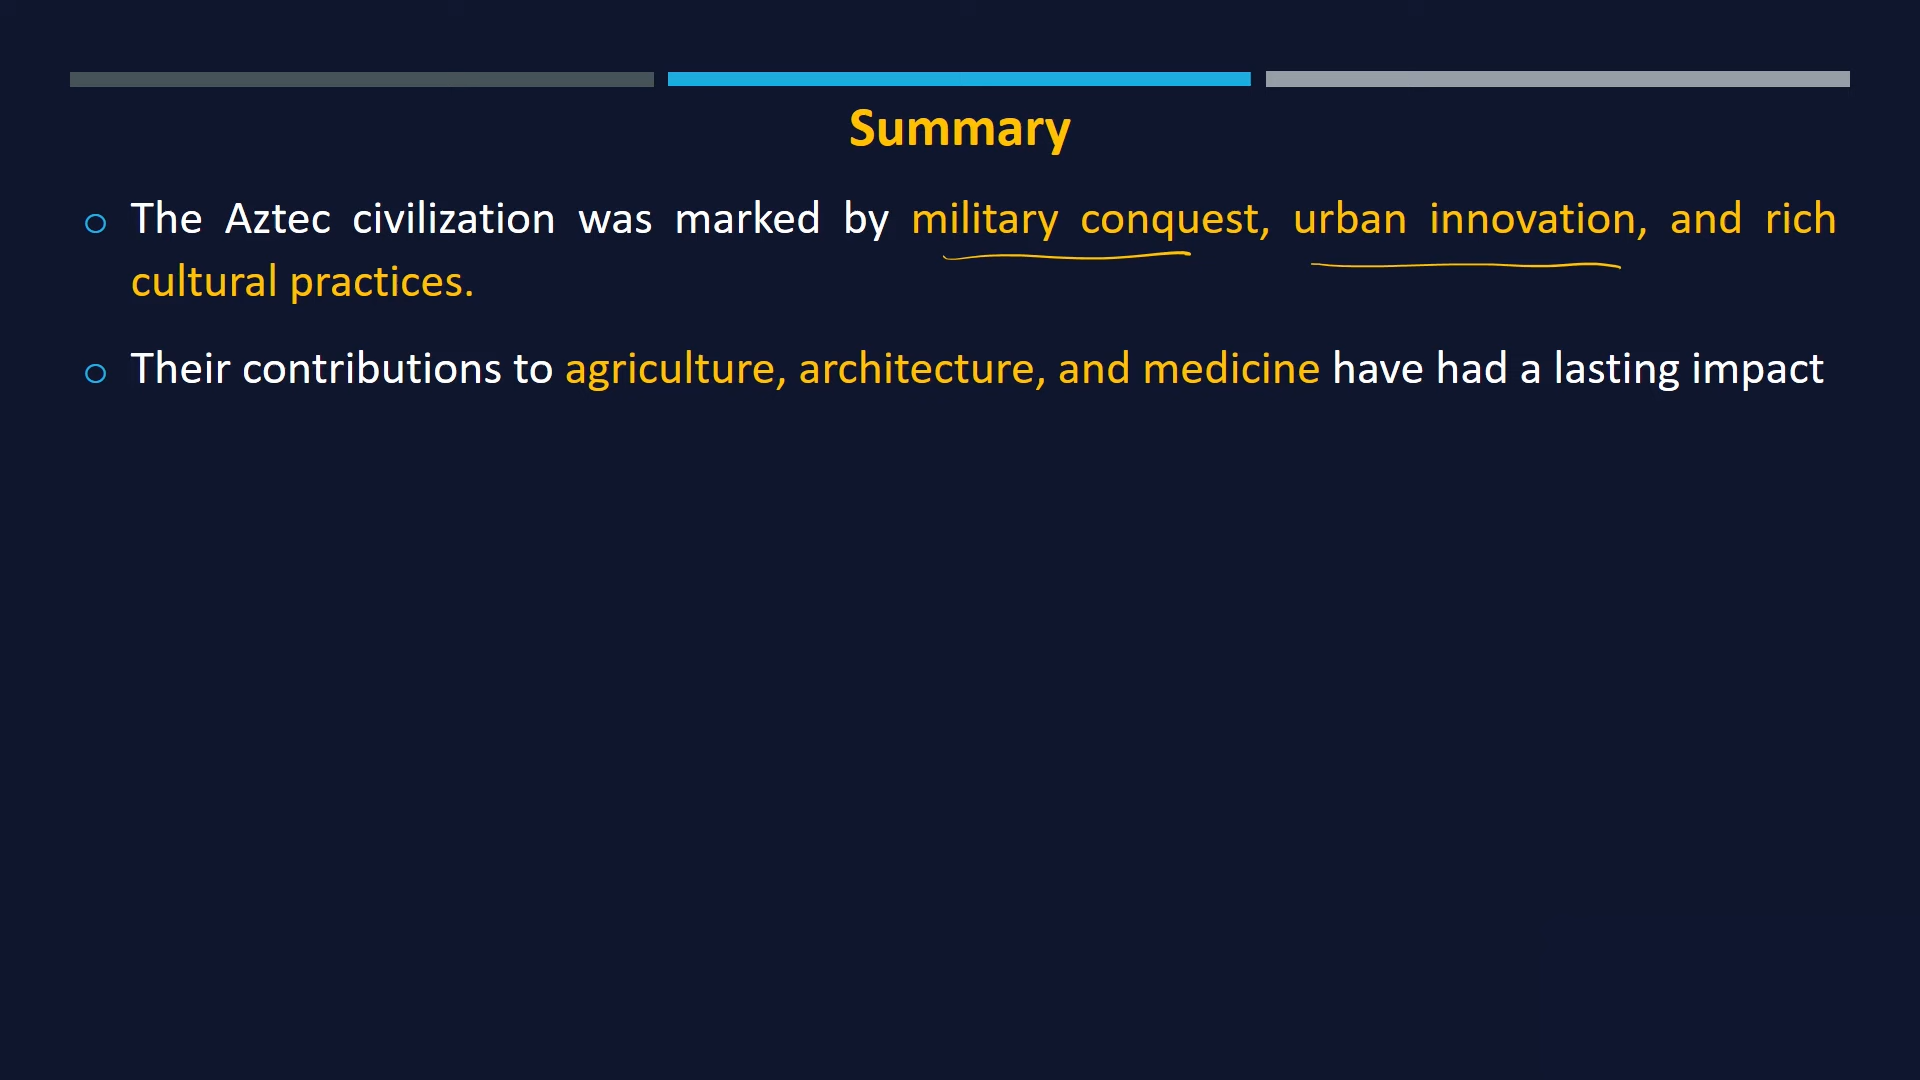 Summary
The Aztec civilization was marked by military conquest, urban innovation, and rich
cultural practices.
Their contributions to agriculture, architecture, and medicine have had a lasting impact